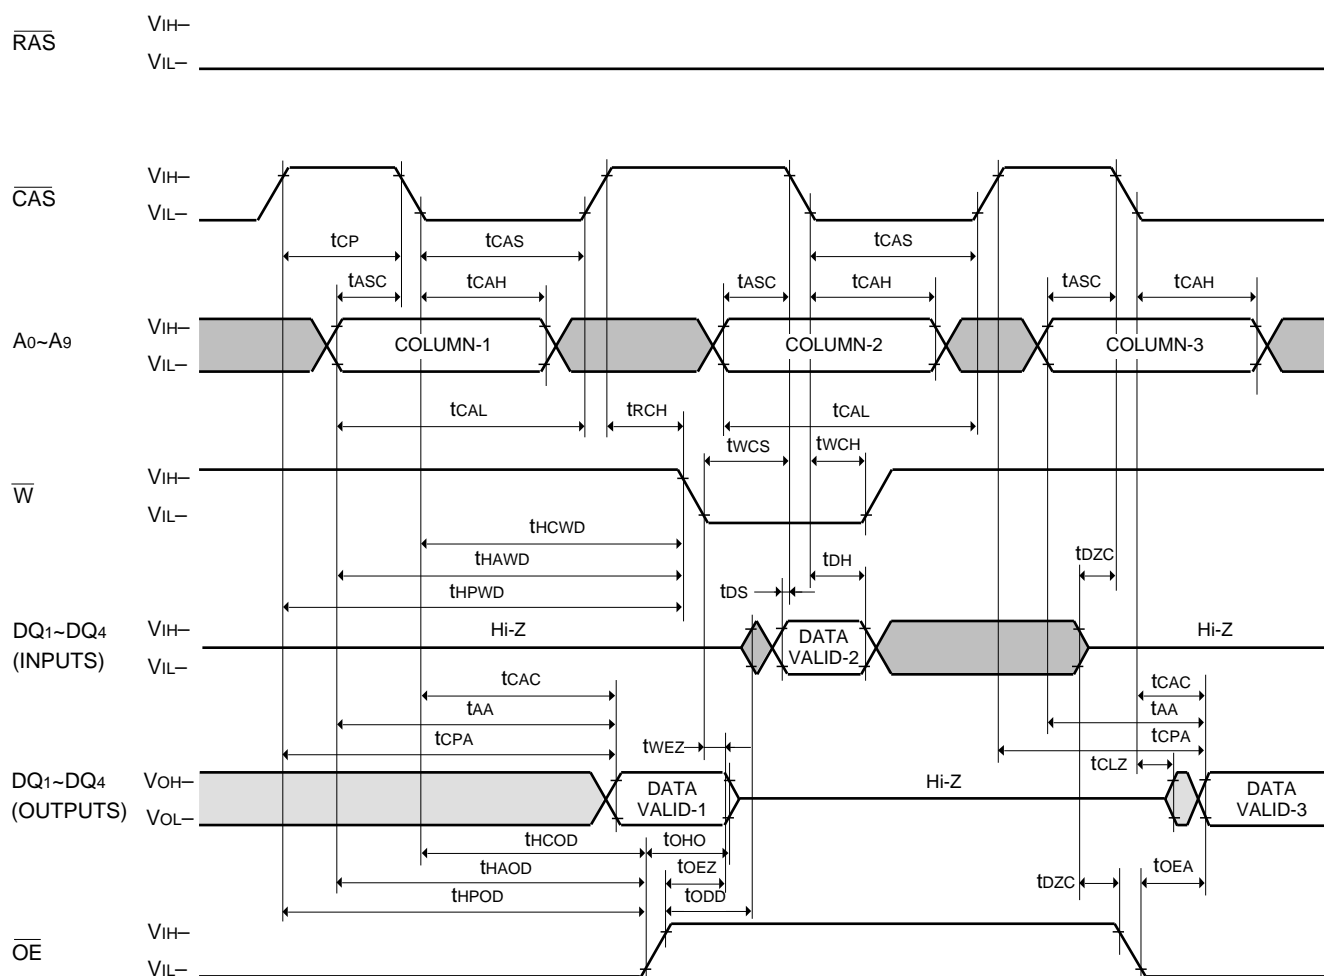 RAS
VIH–
VIL–
CAS
VIH–
VIL–
tCP
tCAS
tCAS
tASC
tCAH
tASC
tCAH
tASC
tCAH
A0~A9
VIH–
VIL–
COLUMN-1
COLUMN-2
COLUMN-3
tCAL
tRCH
tCAL
tWCS
tWCH
W
VIH–
VIL–
tHCWD
tHAWD
tHPWD
tDS
tDH
tDZC
DQ1~DQ4
(INPUTS)
VIH–
VIL–
Hi-Z
DATA
VALID-2
Hi-Z
tCAC
tAA
tCPA
tWEZ
tCAC
tAA
tCPA
tCLZ
DQ1~DQ4
(OUTPUTS)
VOH–
VOL–
DATA
VALID-1
Hi-Z
DATA
VALID-3
tHCOD
tOHO
tHAOD
tOEZ
tHPOD
tODD
tDZC
tOEA
OE
VIH–
VIL–